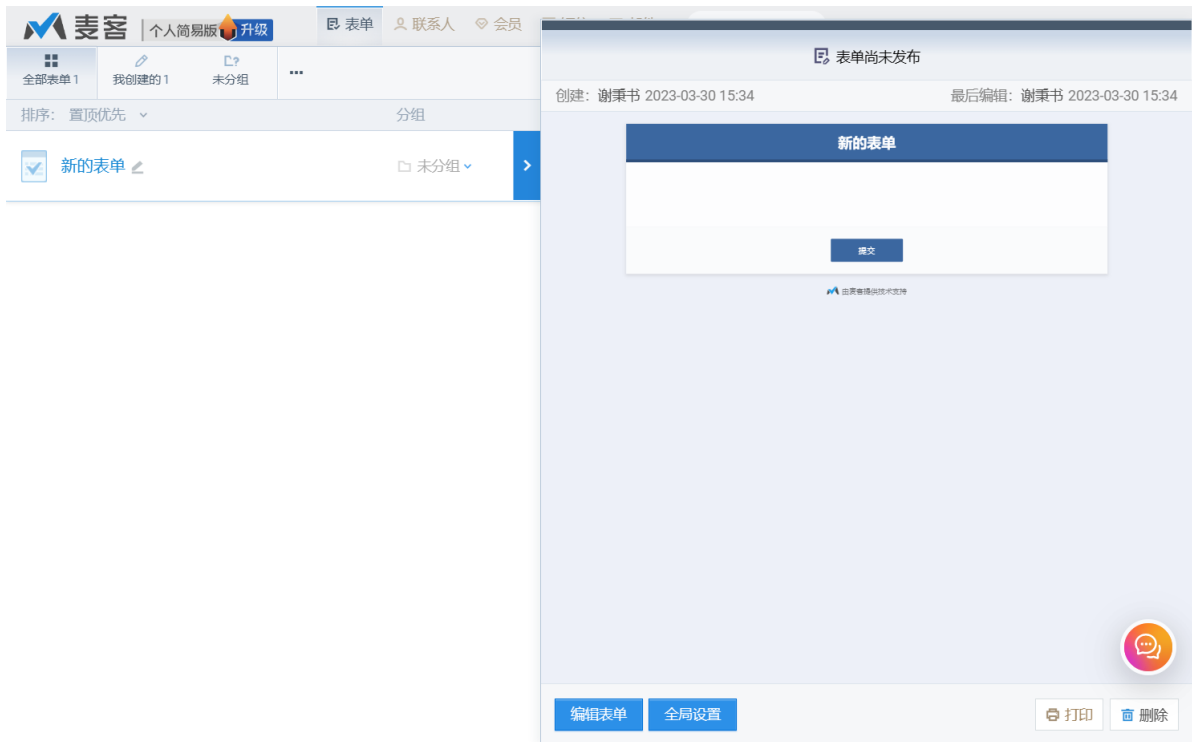 麦客 个人简易版 升级 表单 联系人 会员
全部表单 1 我创建的 1 未分组 ...
排序: 置顶优先 分组
新的表单 未分组
表单尚未发布
创建: 谢秉书 2023-03-30 15:34 最后编辑: 谢秉书 2023-03-30 15:34
新的表单
提交
由麦客提供技术支持
编辑表单 全局设置 打印 删除